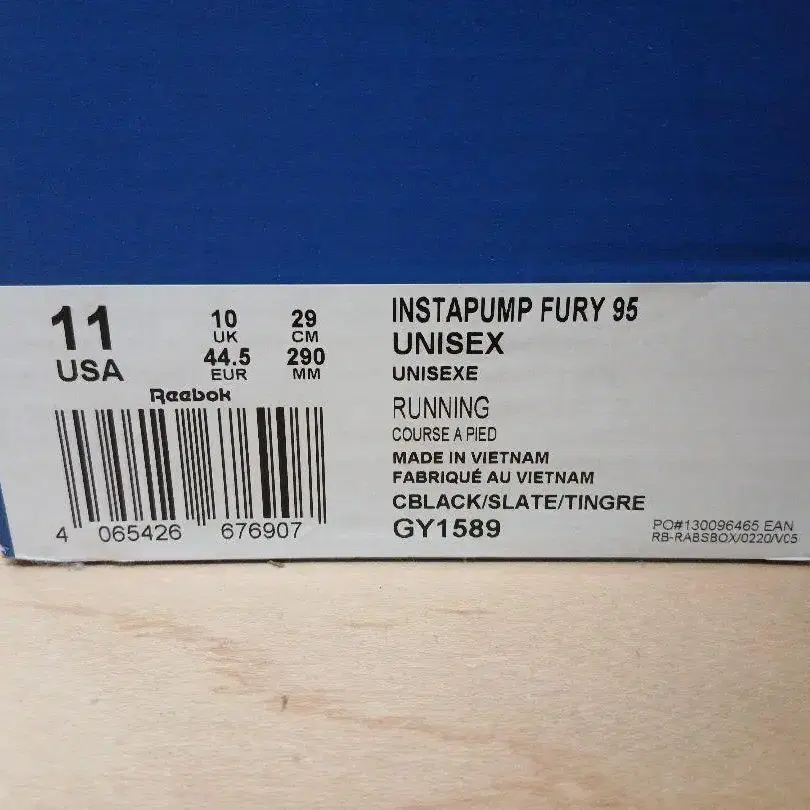 11
USA
10
UK
44.5
EUR
29
CM
290
MM
Reebok
4 065426 676907
INSTAPUMP FURY 95
UNISEX
UNISEXE
RUNNING
COURSE A PIED
MADE IN VIETNAM
FABRIQUÉ AU VIETNAM
CBLACK/SLATE/TINGRE
GY1589
PO#130096465 EAN
RB-RABSBOX/0220/V05